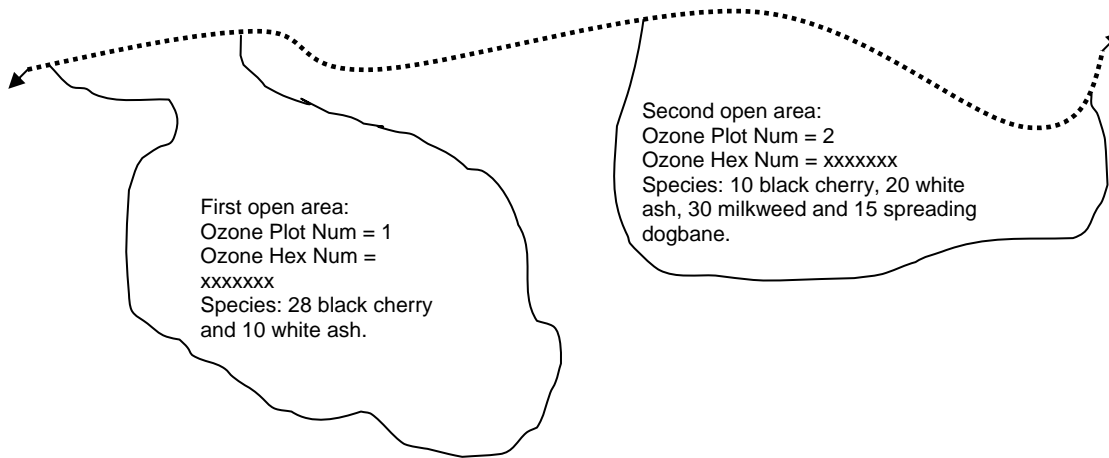 First open area:
Ozone Plot Num = 1
Ozone Hex Num =
xxxxxxx
Species: 28 black cherry
and 10 white ash.
Second open area:
Ozone Plot Num = 2
Ozone Hex Num = xxxxxxx
Species: 10 black cherry, 20 white
ash, 30 milkweed and 15 spreading
dogbane.